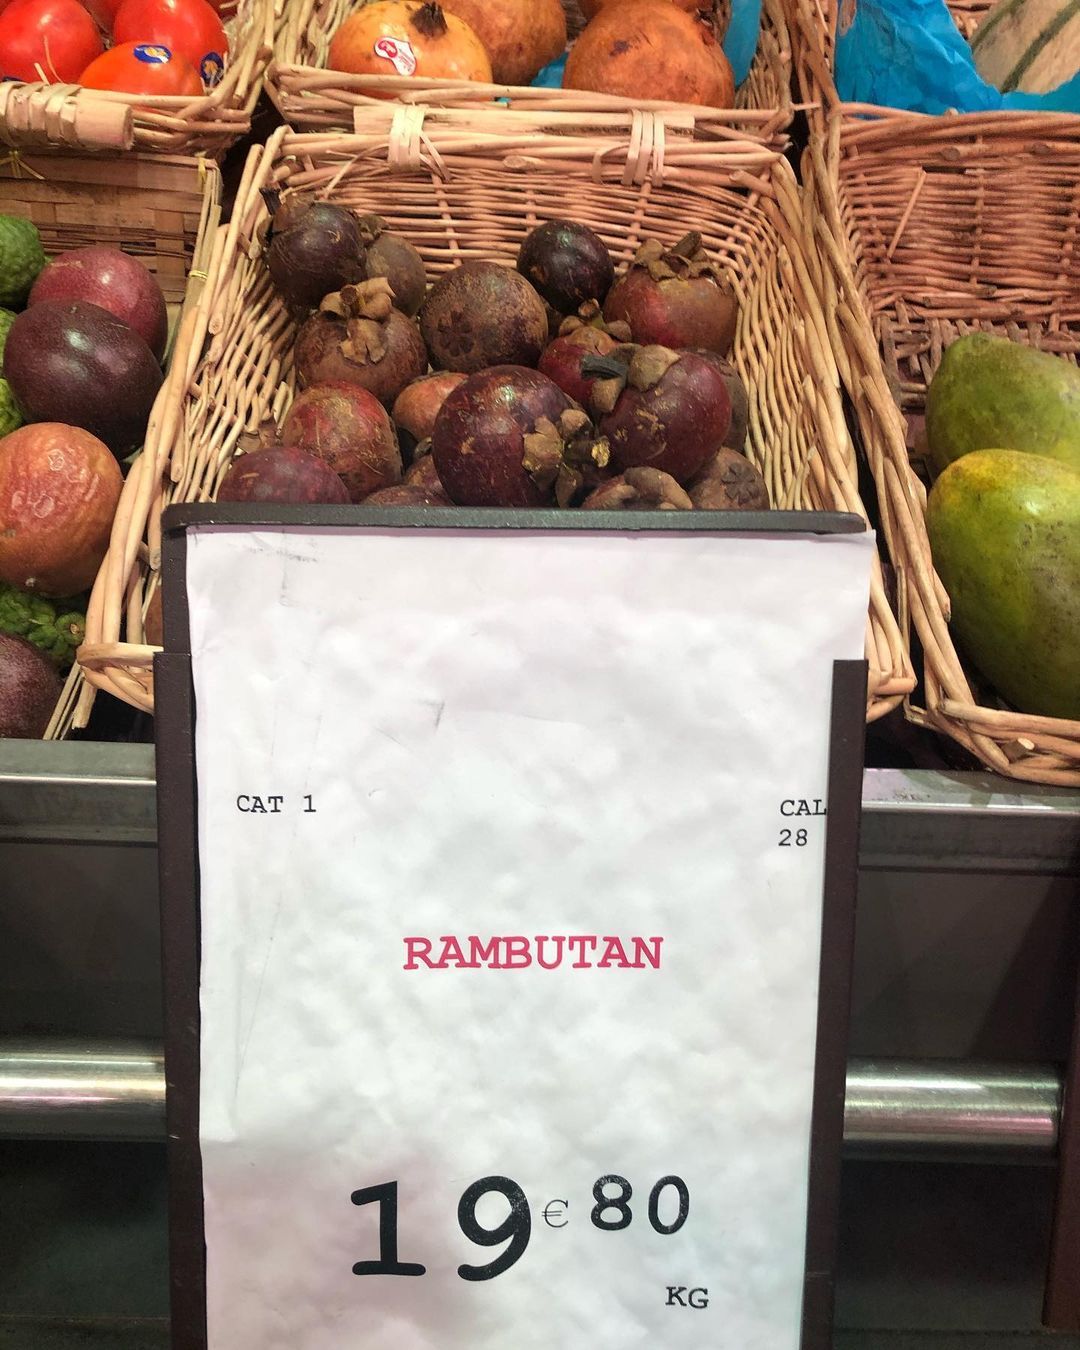 CAT 1
CAL
28
RAMBUTAN
19€80
KG